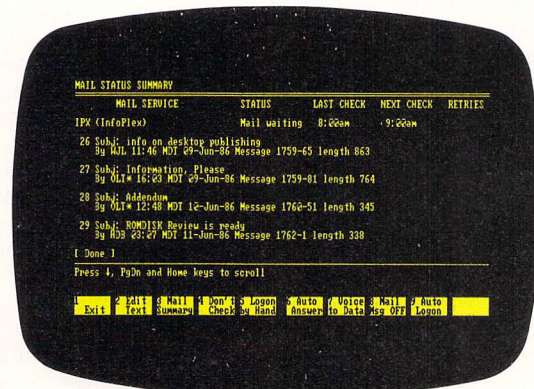 MAIL STATUS SUMMARY
MAIL SERVICE STATUS LAST CHECK NEXT CHECK RETRIES
IPX (InfoPlex) Mail waiting 8:22am 9:22am
26 Subj: info on desktop publishing
By WJL 11:46 MDT 29-Jun-86 Message 1759-65 length 863
27 Subj: Information, Please
By OLT* 16:23 MDT 29-Jun-86 Message 1759-81 length 764
28 Subj: Addendum
By OLT* 12:48 MDT 12-Jun-86 Message 1762-51 length 345
29 Subj: ROMDISK Review is ready
By HDB 23:27 MDT 11-Jun-86 Message 1762-1 length 338
[ Done ]
Press ↓, PgDn and Home keys to scroll
1 2 Edit 3 Mail 4 Don't 5 Logon 6 Auto 7 Voice 8 Mail 9 Auto
Exit Text Summary Check by Hand Answer to Data Msg OFF Logon